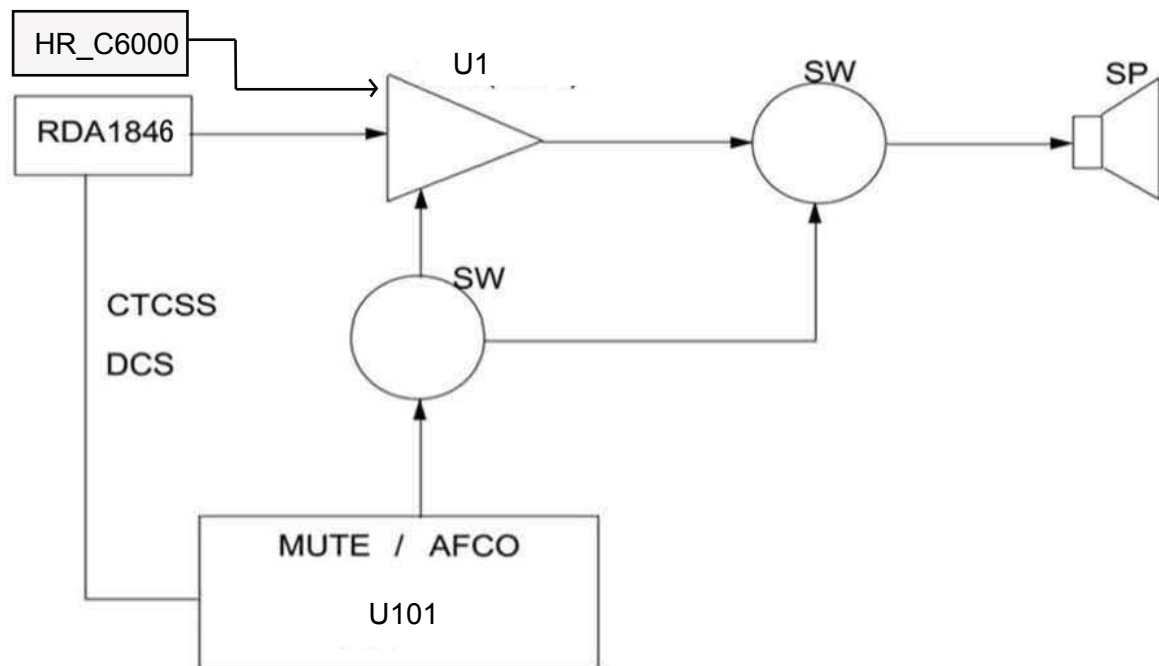 HR_C6000
U1
SW
SP
RDA1846
SW
CTCSS
DCS
MUTE / AFCO
U101